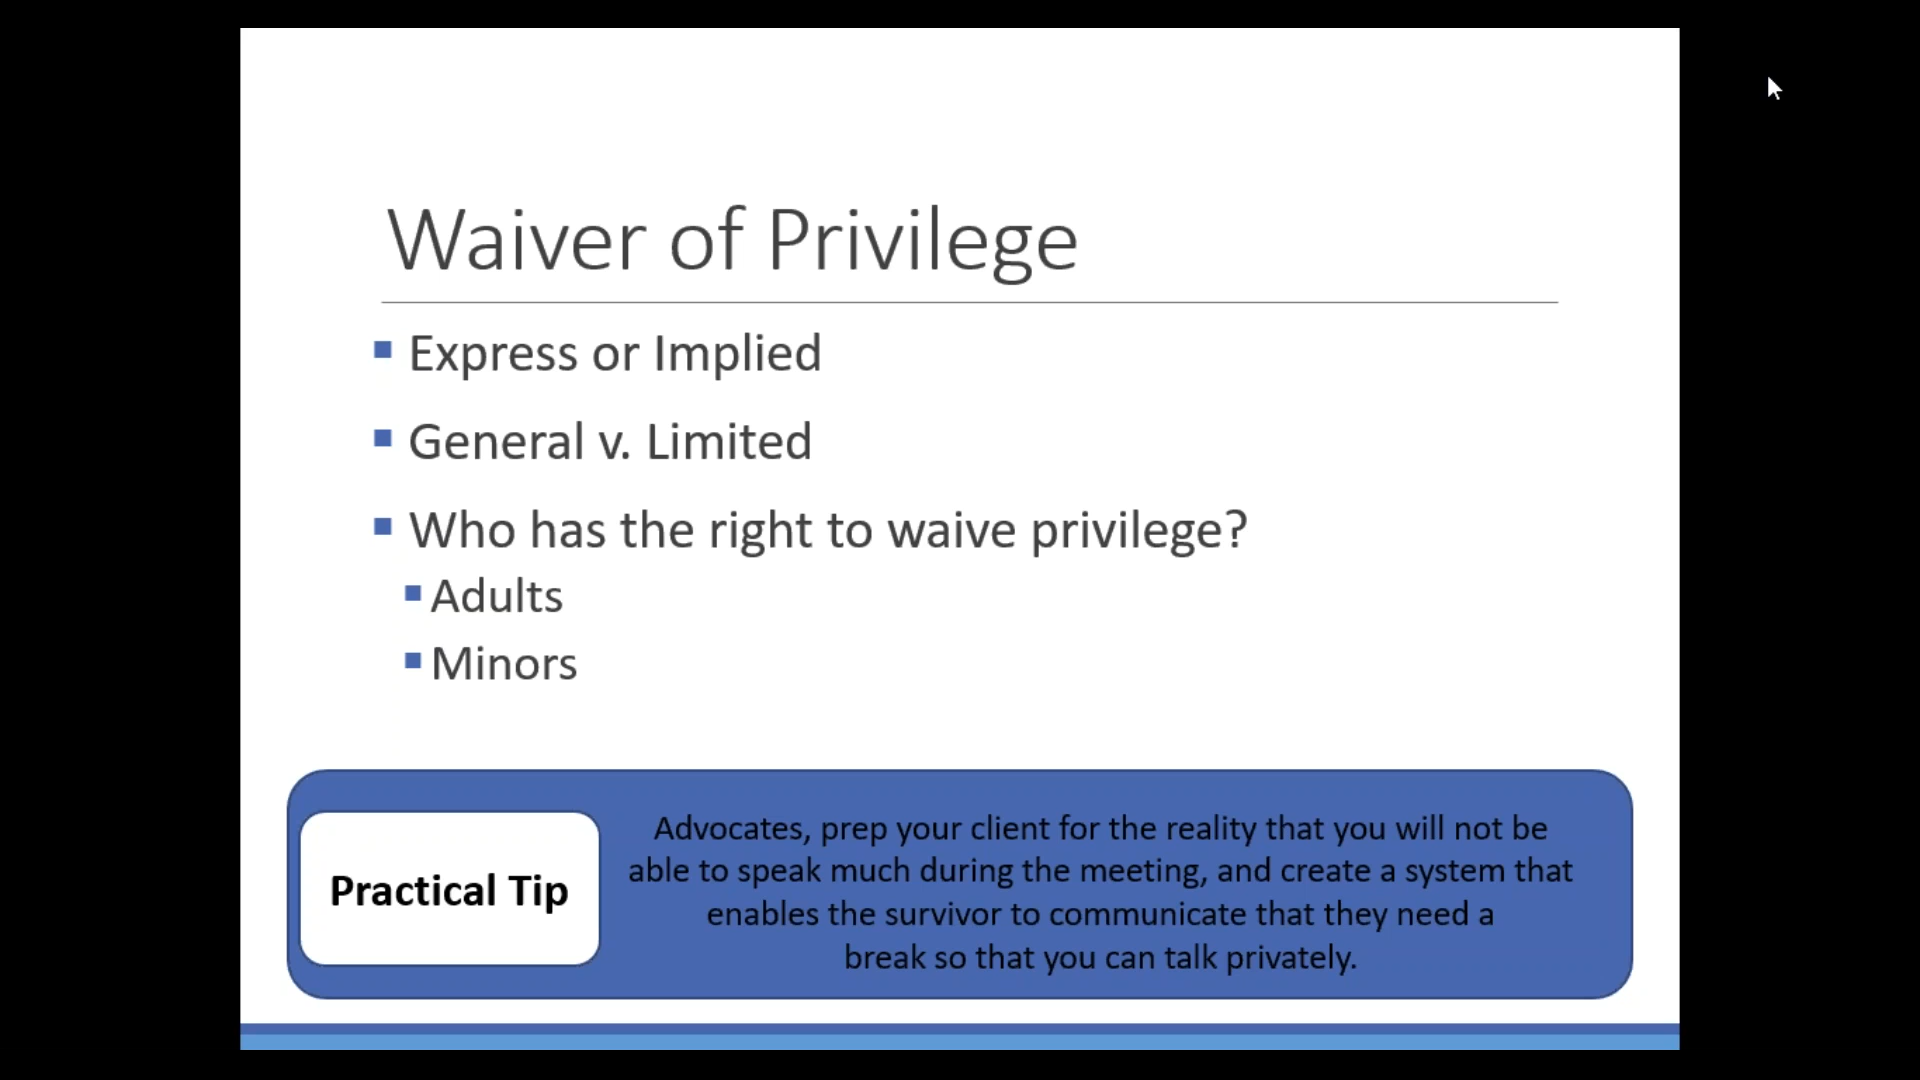 Waiver of Privilege
Express or Implied
General v. Limited
Who has the right to waive privilege?
Adults
Minors
Practical Tip
Advocates, prep your client for the reality that you will not be
able to speak much during the meeting, and create a system that
enables the survivor to communicate that they need a
break so that you can talk privately.